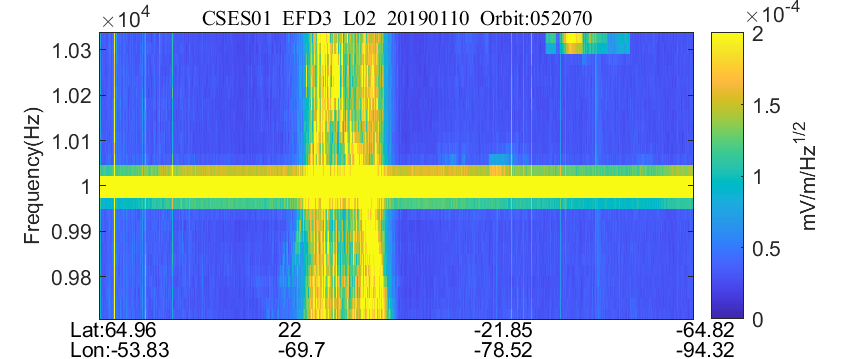 CSES01 EFD3 L02 20190110 Orbit:052070
×10^4
×10^-4
1.03
1.02
1.01
1
0.99
0.98
Frequency(Hz)
2
1.5
1
0.5
0
mV/m/Hz^1/2
Lat:64.96 22 -21.85 -64.82
Lon:-53.83 -69.7 -78.52 -94.32